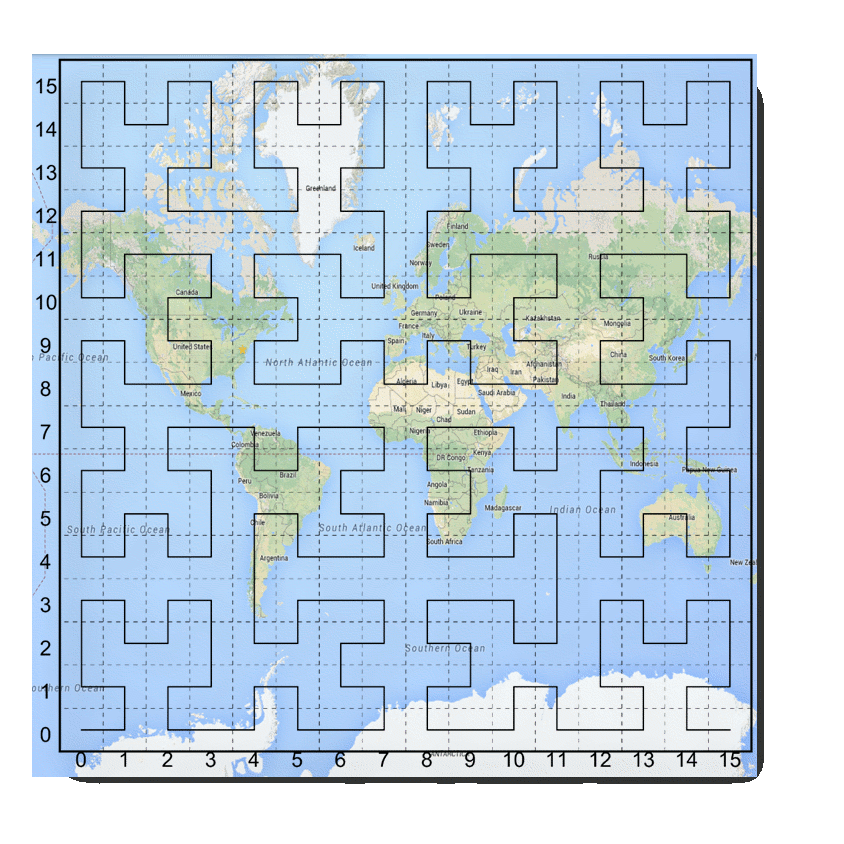 15
14
Greenland
13
12
Finland
Iceland
Sweden
11
Norway
Russia
Canada
United Kingdom
10
Poland
Germany
Ukraine
Kazakhstan
France
Mongolia
Italy
9
Spain
United States
Turkey
China
South Korea
Pacific Ocean
North Atlantic Ocean
Afghanistan
Iraq
Iran
Algeria
Libya
Egypt
Pakistan
8
Mexico
Saudi Arabia
India
Mali
Niger
Sudan
Thailand
Chad
7
Venezuela
Nigeria
Ethiopia
Colombia
Kenya
DR Congo
Indonesia
Tanzania
Papua New Guinea
6
Brazil
Peru
Angola
Bolivia
Namibia
Madagascar
Indian Ocean
5
Chile
Australia
South Pacific Ocean
South Atlantic Ocean
South Africa
4
Argentina
New Zea
3
2
Southern Ocean
1
outhern Ocean
0
0 1 2 3 4 5 6 7 8 9 10 11 12 13 14 15